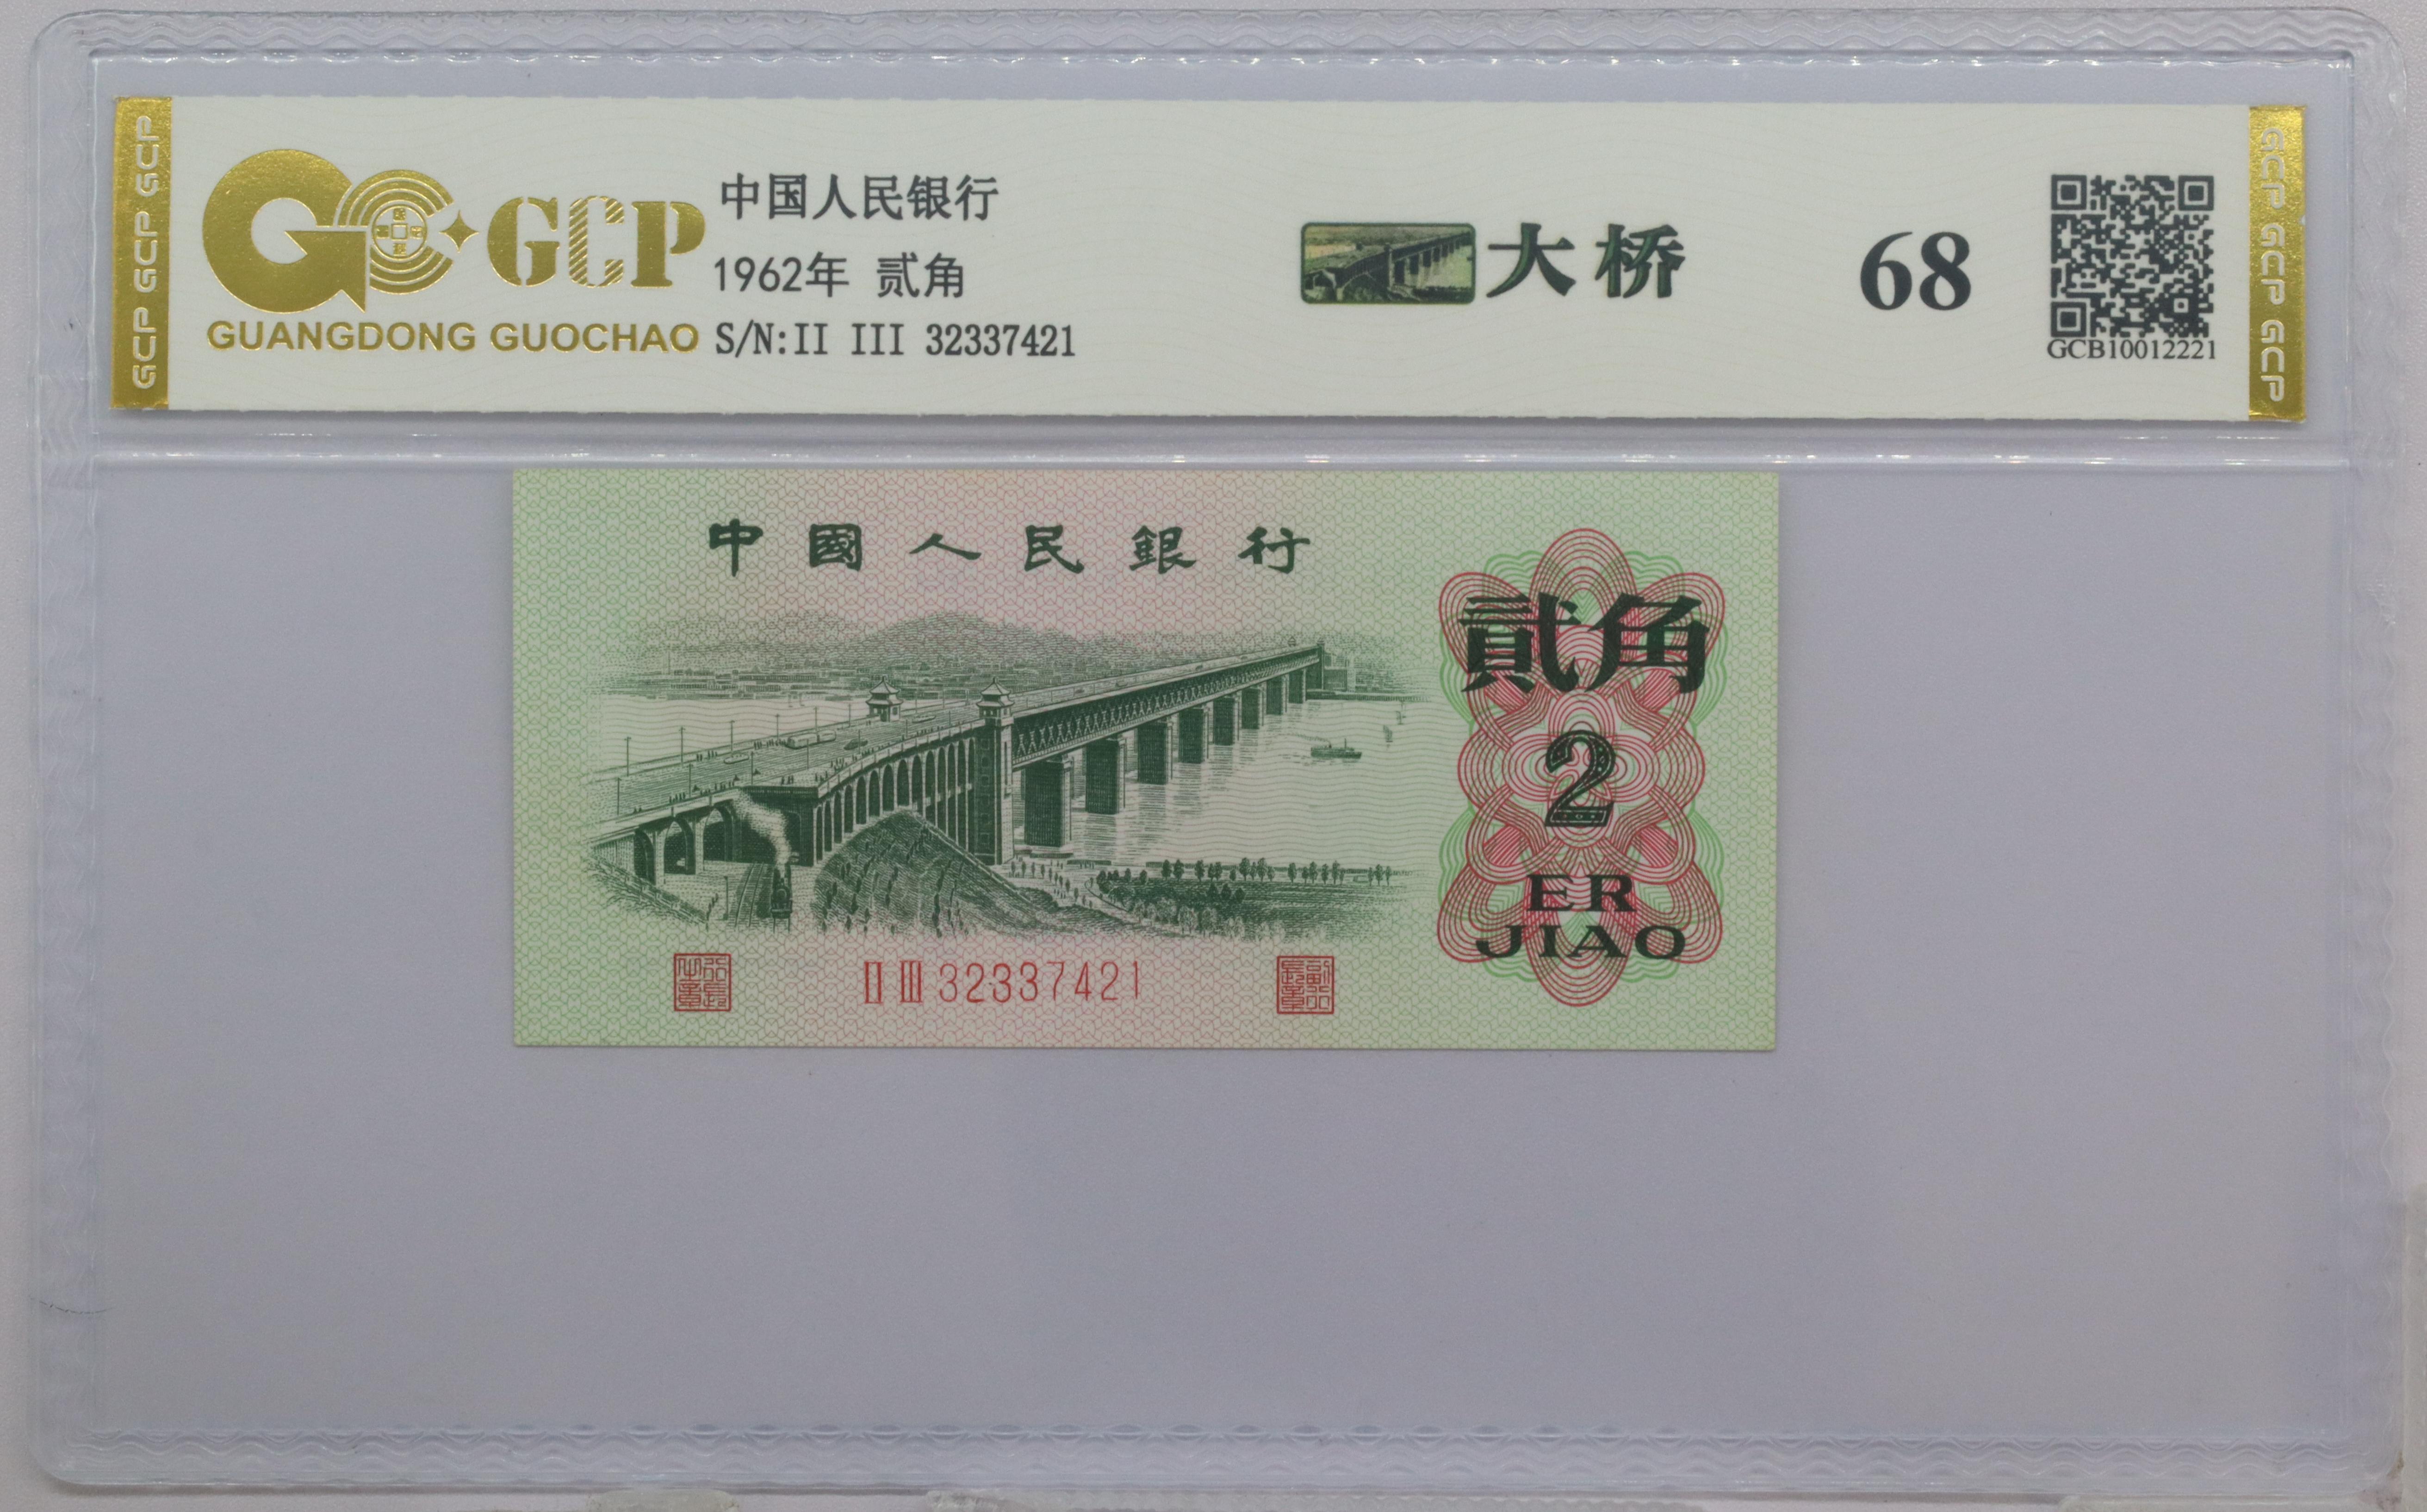 GCP GCP GCP
GCP
GUANGDONG GUOCHAO
中国人民银行
1962年 贰角
S/N:II III 32337421
大桥
68
GCB10012221
GCP GCP GCP
中國人民銀行
貳角
2
ER
JIAO
II III 32337421